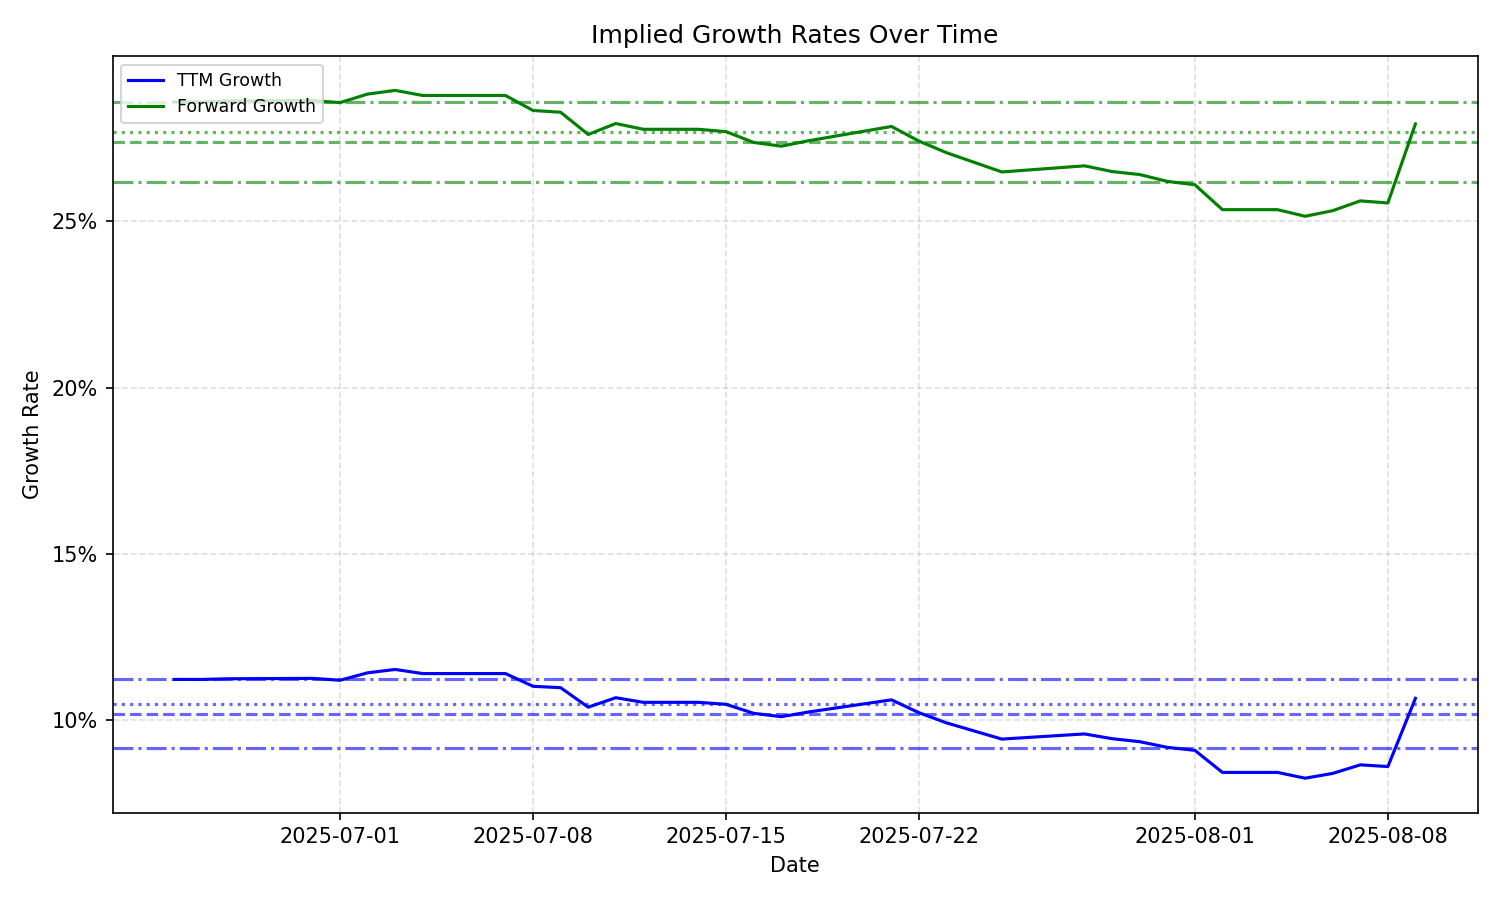 Implied Growth Rates Over Time
TTM Growth
Forward Growth
25%
20%
15%
10%
Growth Rate
2025-07-01
2025-07-08
2025-07-15
2025-07-22
2025-08-01
2025-08-08
Date